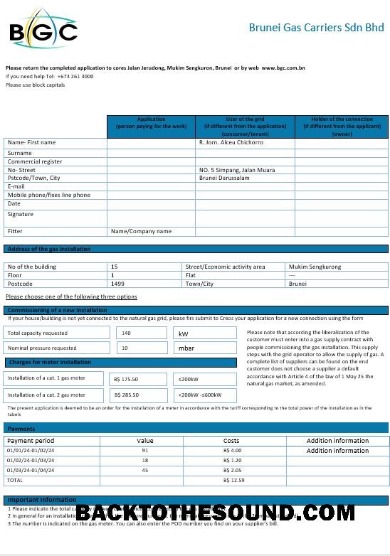 BGC
Brunei Gas Carriers Sdn Bhd
Please return the completed application to cores Jalan Jerudong, Mukim Sengkuron, Brunei or by web www.bgc.com.bn
If you need help Tel: +673 261 3000
Please use block capitals
Application (person paying for the work)
User of the grid (if different from the application) (concurrier/tenant)
Holder of the connection (if different from the applicant) (owner)
Name- First name R. Jom. Alcea Chichorro
Surname
Commercial register
No- Street NO. 5 Simpang, Jalan Muara
Pstcode/Town, City Brunei Darussalam
E-mail
Mobile phone/fixes line phone
Date
Signature
Fitter Name/Company name
Address of the gas installation
No of the building 15 Street/Economic activity area Mukim Sengkurong
Floor 1 Flat ---
Postcode 1499 Town/City Brunei
Please choose one of the following three options
Commissioning of a new installation
If your house/building is not yet connected to the natural gas grid, please firs submit to Creos your application for a new connection using the form
Total capacity requested 140 kW
Nominal pressure requested 10 mbar
Please note that according the liberalization of the
customer must enter into a gas supply contract with
people commissioning the gas installation. This supply
steps with the grid operator to allow the supply of gas. A
complete list of suppliers can be found on the end
customer does not choose a supplier a default
accordance with Article 4 of the law of 1 May 25 the
natural gas market, as amended.
Charges for meter installation
Installation of a cat. 1 gas meter B$ 175.50 ≤200kW
Installation of a cat. 2 gas meter B$ 285.50 >200kW -≤600kW
The present application is deemed to be an order for the installation of a meter in accordance with the tariff corresponding to the total power of the installation as in the
labels
Payments
Payment period Value Costs Addition information
01/01/24-01/02/24 91 B$ 4.00 Addition information
01/02/24-01/03/24 18 B$ 1.20
01/03/24-01/04/24 45 B$ 2.05
TOTAL B$ 12.59
Important Information
1 Please indicate the total
2 In general for an installation
3 The number is indicated on the gas meter. You can also enter the POD number you find on your supplier's bill.
BACKTOTHESOUND.COM